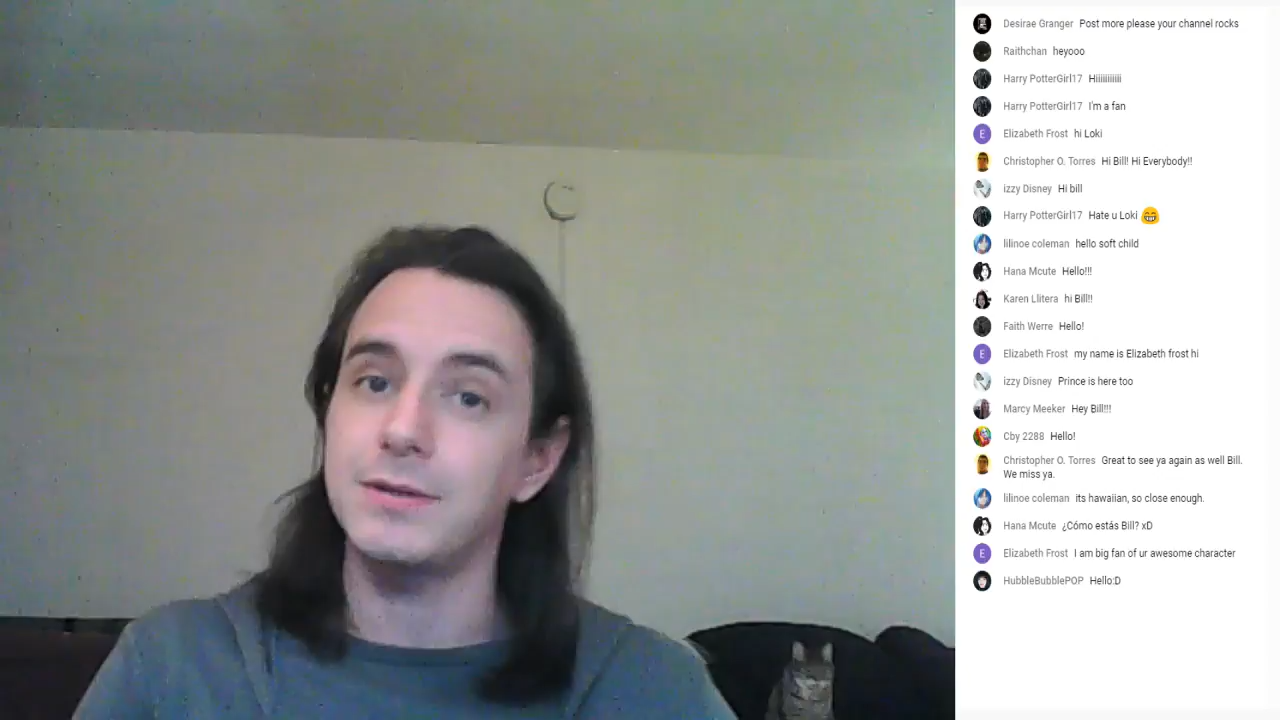 Desirae Granger Post more please your channel rocks
Raithchan heyooo
Harry PotterGirl17 Hiiiiiiiiiii
Harry PotterGirl17 I'm a fan
E Elizabeth Frost hi Loki
Christopher O. Torres Hi Bill! Hi Everybody!!
izzy Disney Hi bill
Harry PotterGirl17 Hate u Loki 😁
lilinoe coleman hello soft child
Hana Mcute Hello!!!
Karen Llitera hi Bill!!
Faith Werre Hello!
E Elizabeth Frost my name is Elizabeth frost hi
izzy Disney Prince is here too
Marcy Meeker Hey Bill!!!
Cby 2288 Hello!
Christopher O. Torres Great to see ya again as well Bill.
We miss ya.
lilinoe coleman its hawaiian, so close enough.
Hana Mcute ¿Cómo estás Bill? xD
E Elizabeth Frost I am big fan of ur awesome character
HubbleBubblePOP Hello:D